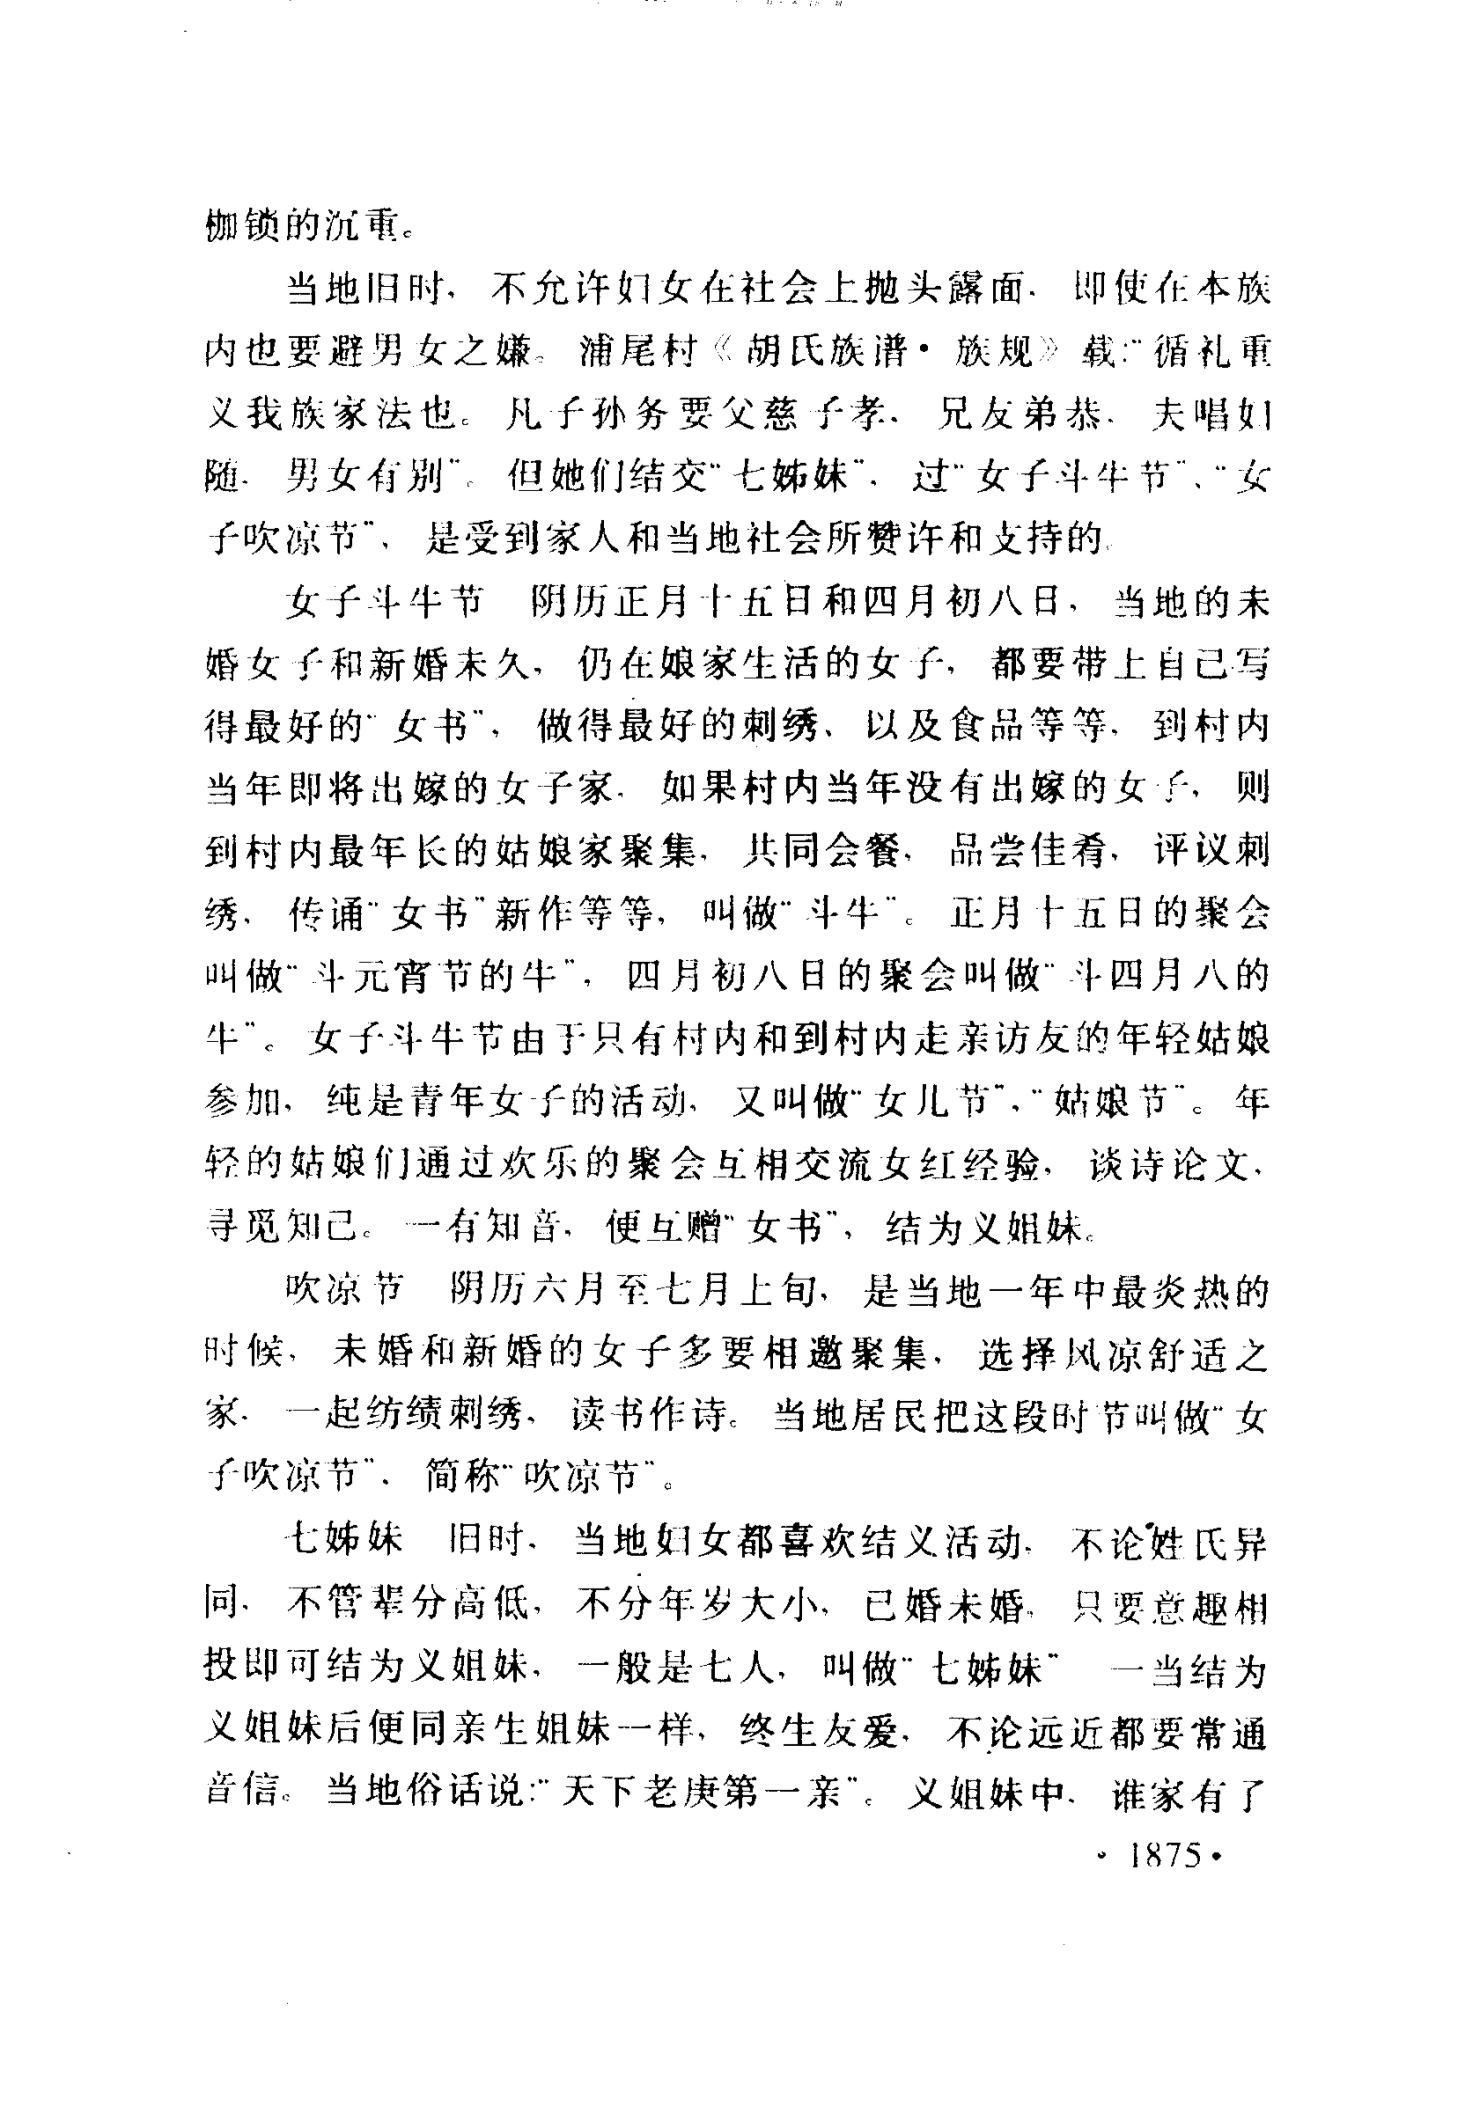 枷锁的沉重。
当地旧时，不允许妇女在社会上抛头露面，即使在本族
内也要避男女之嫌。浦尾村《胡氏族谱·族规》载：“循礼重
义我族家法也。凡子孙务要父慈子孝，兄友弟恭，夫唱妇
随，男女有别”。但她们结交“七姊妹”，过“女子斗牛节”、“女
子吹凉节”，是受到家人和当地社会所赞许和支持的。
女子斗牛节　阴历正月十五日和四月初八日，当地的未
婚女子和新婚未久，仍在娘家生活的女子，都要带上自己写
得最好的“女书”，做得最好的刺绣，以及食品等等，到村内
当年即将出嫁的女子家，如果村内当年没有出嫁的女子，则
到村内最年长的姑娘家聚集，共同会餐，品尝佳肴，评议刺
绣，传诵“女书”新作等等，叫做“斗牛”。正月十五日的聚会
叫做“斗元宵节的牛”，四月初八日的聚会叫做“斗四月八的
牛”。女子斗牛节由于只有村内和到村内走亲访友的年轻姑娘
参加，纯是青年女子的活动，又叫做“女儿节”、“姑娘节”。年
轻的姑娘们通过欢乐的聚会互相交流女红经验，谈诗论文，
寻觅知己。一有知音，便互赠“女书”，结为义姐妹。
吹凉节　阴历六月至七月上旬，是当地一年中最炎热的
时候，未婚和新婚的女子多要相邀聚集，选择风凉舒适之
家，一起纺绩刺绣，读书作诗。当地居民把这段时节叫做“女
子吹凉节”，简称“吹凉节”。
七姊妹　旧时，当地妇女都喜欢结义活动，不论姓氏异
同，不管辈分高低，不分年岁大小，已婚未婚，只要意趣相
投即可结为义姐妹，一般是七人，叫做“七姊妹”　一当结为
义姐妹后便同亲生姐妹一样，终生友爱，不论远近都要常通
音信。当地俗话说：“天下老庚第一亲”。义姐妹中，谁家有了
·1875·